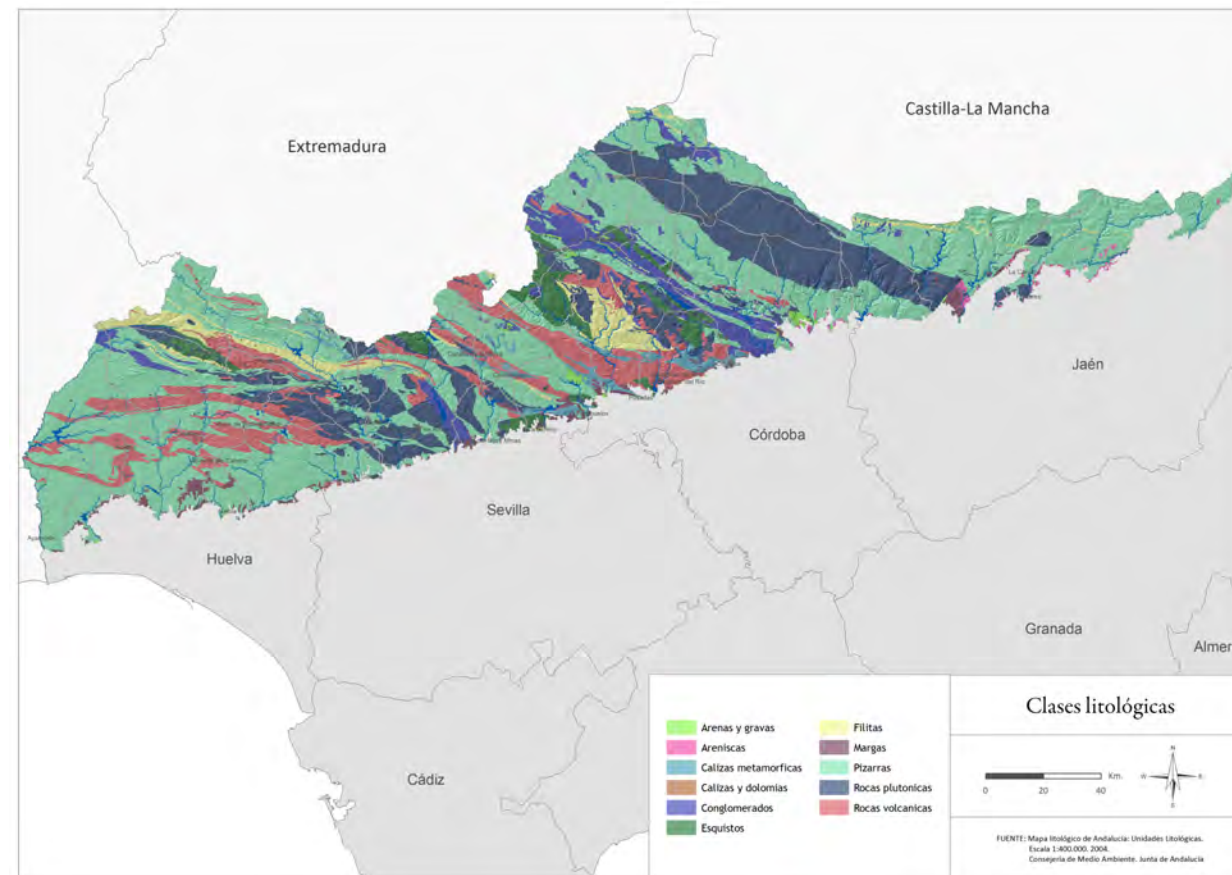 Castilla-La Mancha
Extremadura
Jaén
Córdoba
Sevilla
Huelva
Granada
Almer
Cádiz
Clases litológicas
Arenas y gravas
Areniscas
Calizas metamorficas
Calizas y dolomias
Conglomerados
Esquistos
Filitas
Margas
Pizarras
Rocas plutonicas
Rocas volcanicas
Km.
0 20 40
N
W
S
FUENTE: Mapa litológico de Andalucía: Unidades Litológicas.
Escala 1:400.000. 2004.
Consejería de Medio Ambiente. Junta de Andalucía